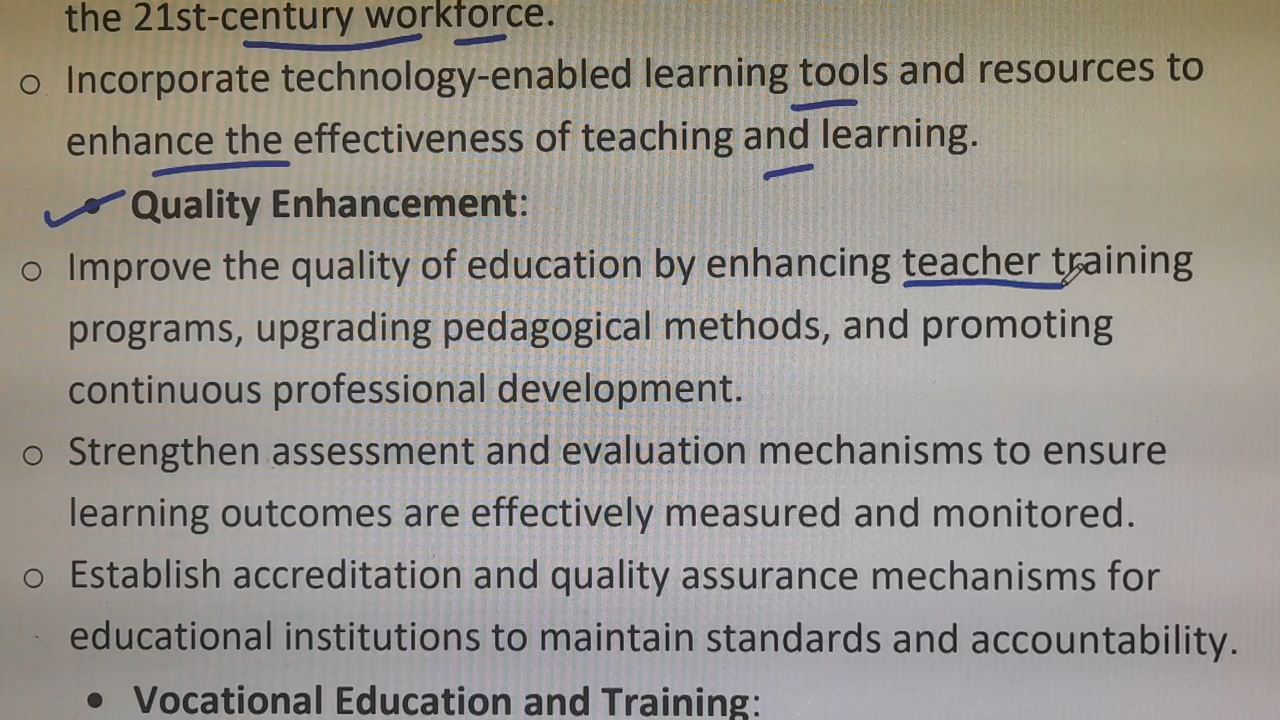 the 21st-century workforce.
○ Incorporate technology-enabled learning tools and resources to
enhance the effectiveness of teaching and learning.
• Quality Enhancement:
○ Improve the quality of education by enhancing teacher training
programs, upgrading pedagogical methods, and promoting
continuous professional development.
○ Strengthen assessment and evaluation mechanisms to ensure
learning outcomes are effectively measured and monitored.
○ Establish accreditation and quality assurance mechanisms for
educational institutions to maintain standards and accountability.
• Vocational Education and Training: